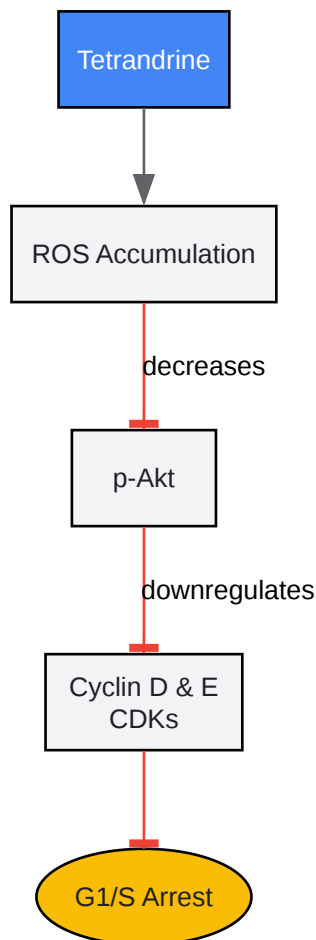 Tetrandrine
ROS Accumulation
decreases
p-Akt
downregulates
Cyclin D & E
CDKs
G1/S Arrest